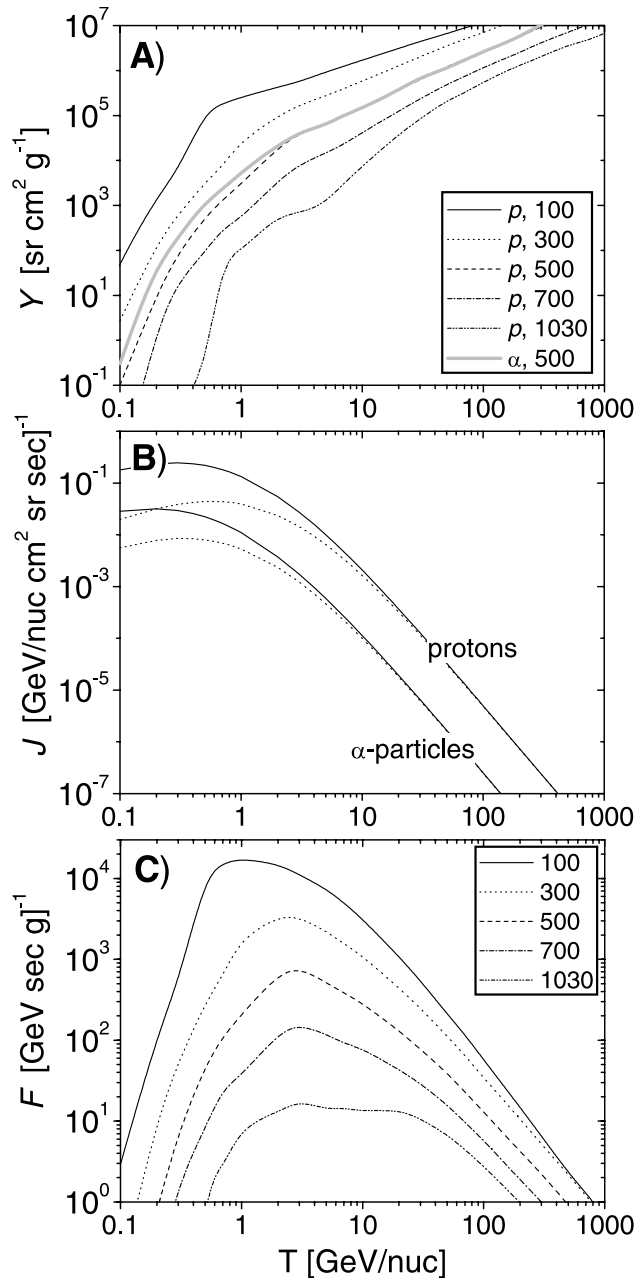 A)
10^7
10^5
10^3
10^1
10^-1
Y [sr cm^2 g^-1]
p, 100
p, 300
p, 500
p, 700
p, 1030
α, 500
0.1 1 10 100 1000
B)
10^-1
10^-3
10^-5
10^-7
J [GeV/nuc cm^2 sr sec]^-1
protons
α-particles
0.1 1 10 100 1000
C)
10^4
10^3
10^2
10^1
10^0
F [GeV sec g]^-1
100
300
500
700
1030
0.1 1 10 100 1000
T [GeV/nuc]